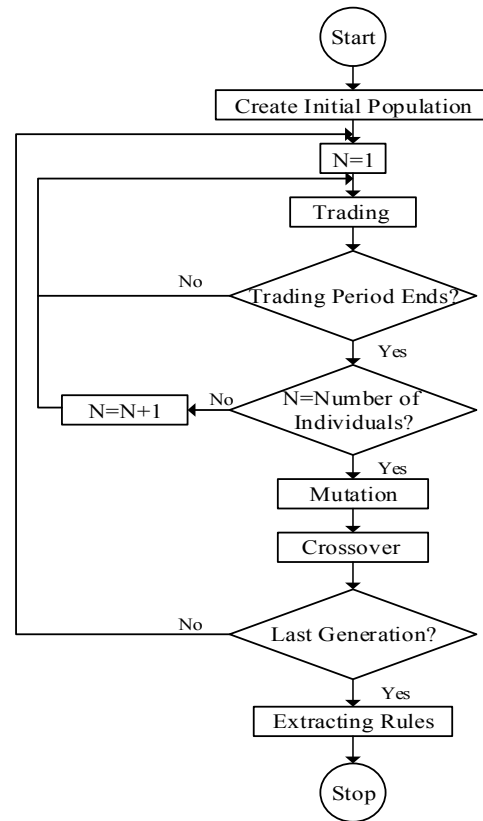 Start
Create Initial Population
N=1
Trading
No
Trading Period Ends?
Yes
N=N+1
No
N=Number of
Individuals?
Yes
Mutation
Crossover
No
Last Generation?
Yes
Extracting Rules
Stop